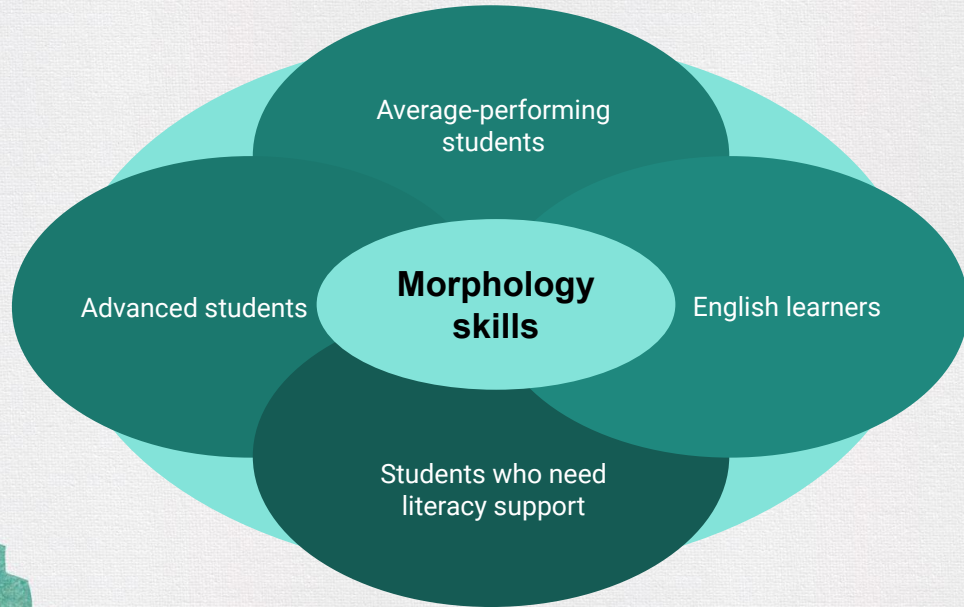 Average-performing
students
Advanced students
Morphology
skills
English learners
Students who need
literacy support